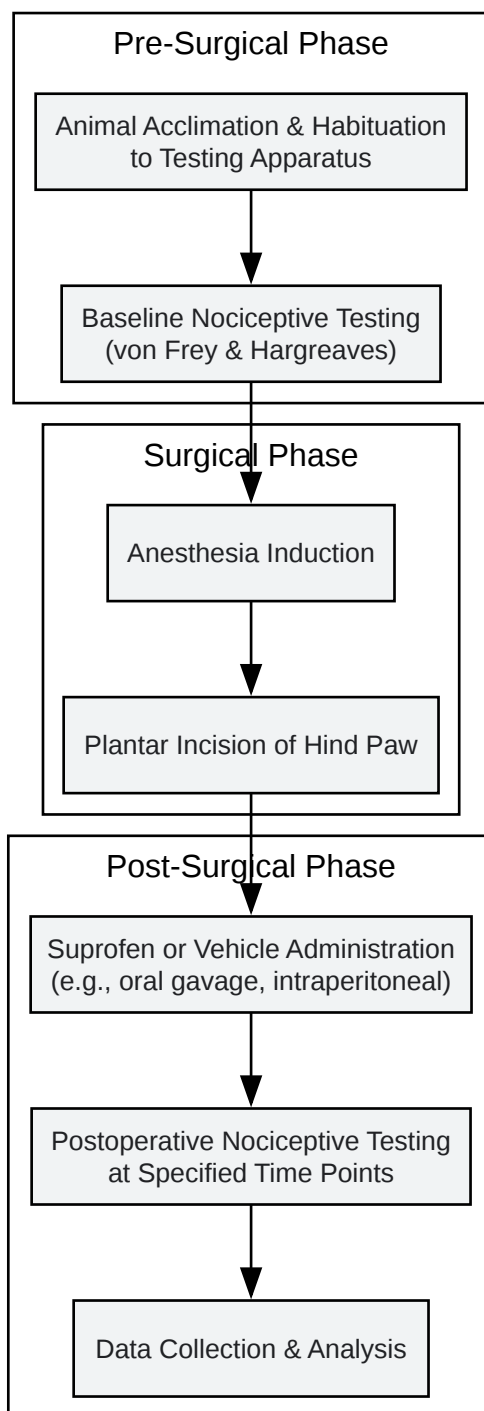 Pre-Surgical Phase
Animal Acclimation & Habituation
to Testing Apparatus
Baseline Nociceptive Testing
(von Frey & Hargreaves)
Surgical Phase
Anesthesia Induction
Plantar Incision of Hind Paw
Post-Surgical Phase
Suprofen or Vehicle Administration
(e.g., oral gavage, intraperitoneal)
Postoperative Nociceptive Testing
at Specified Time Points
Data Collection & Analysis